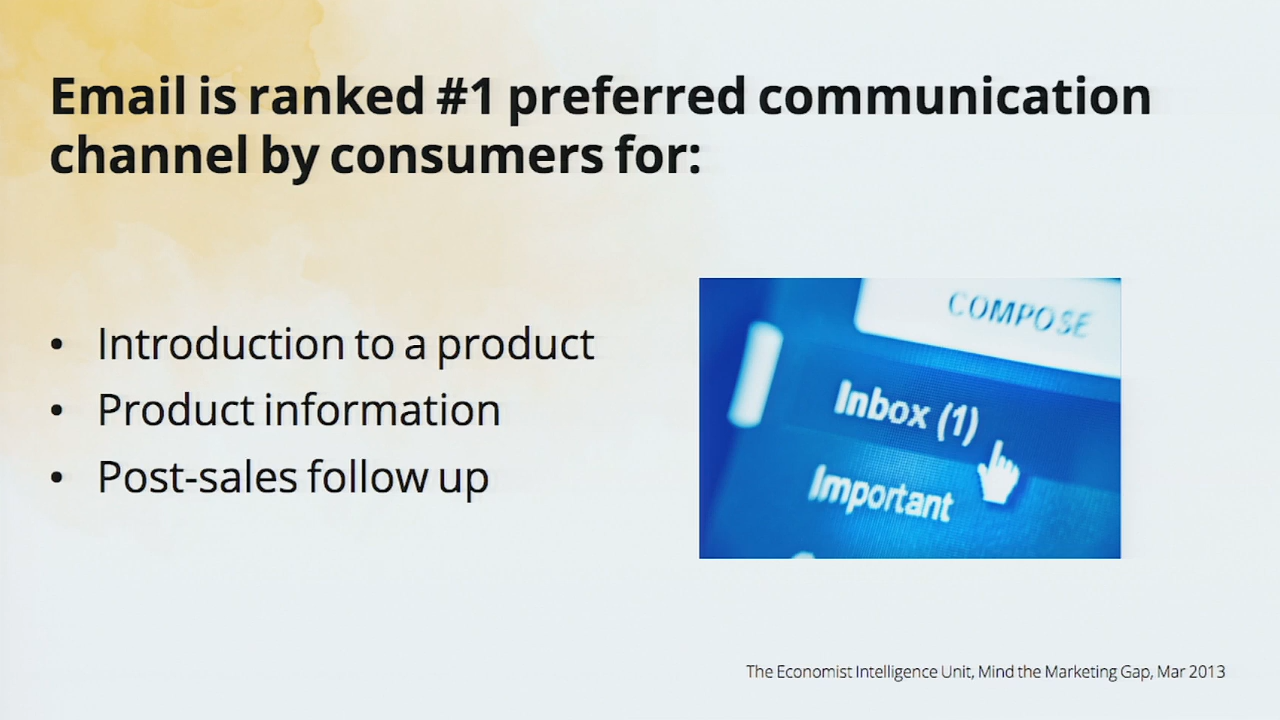 Email is ranked #1 preferred communication
channel by consumers for:
• Introduction to a product
• Product information
• Post-sales follow up
COMPOSE
Inbox (1)
Important
The Economist Intelligence Unit, Mind the Marketing Gap, Mar 2013